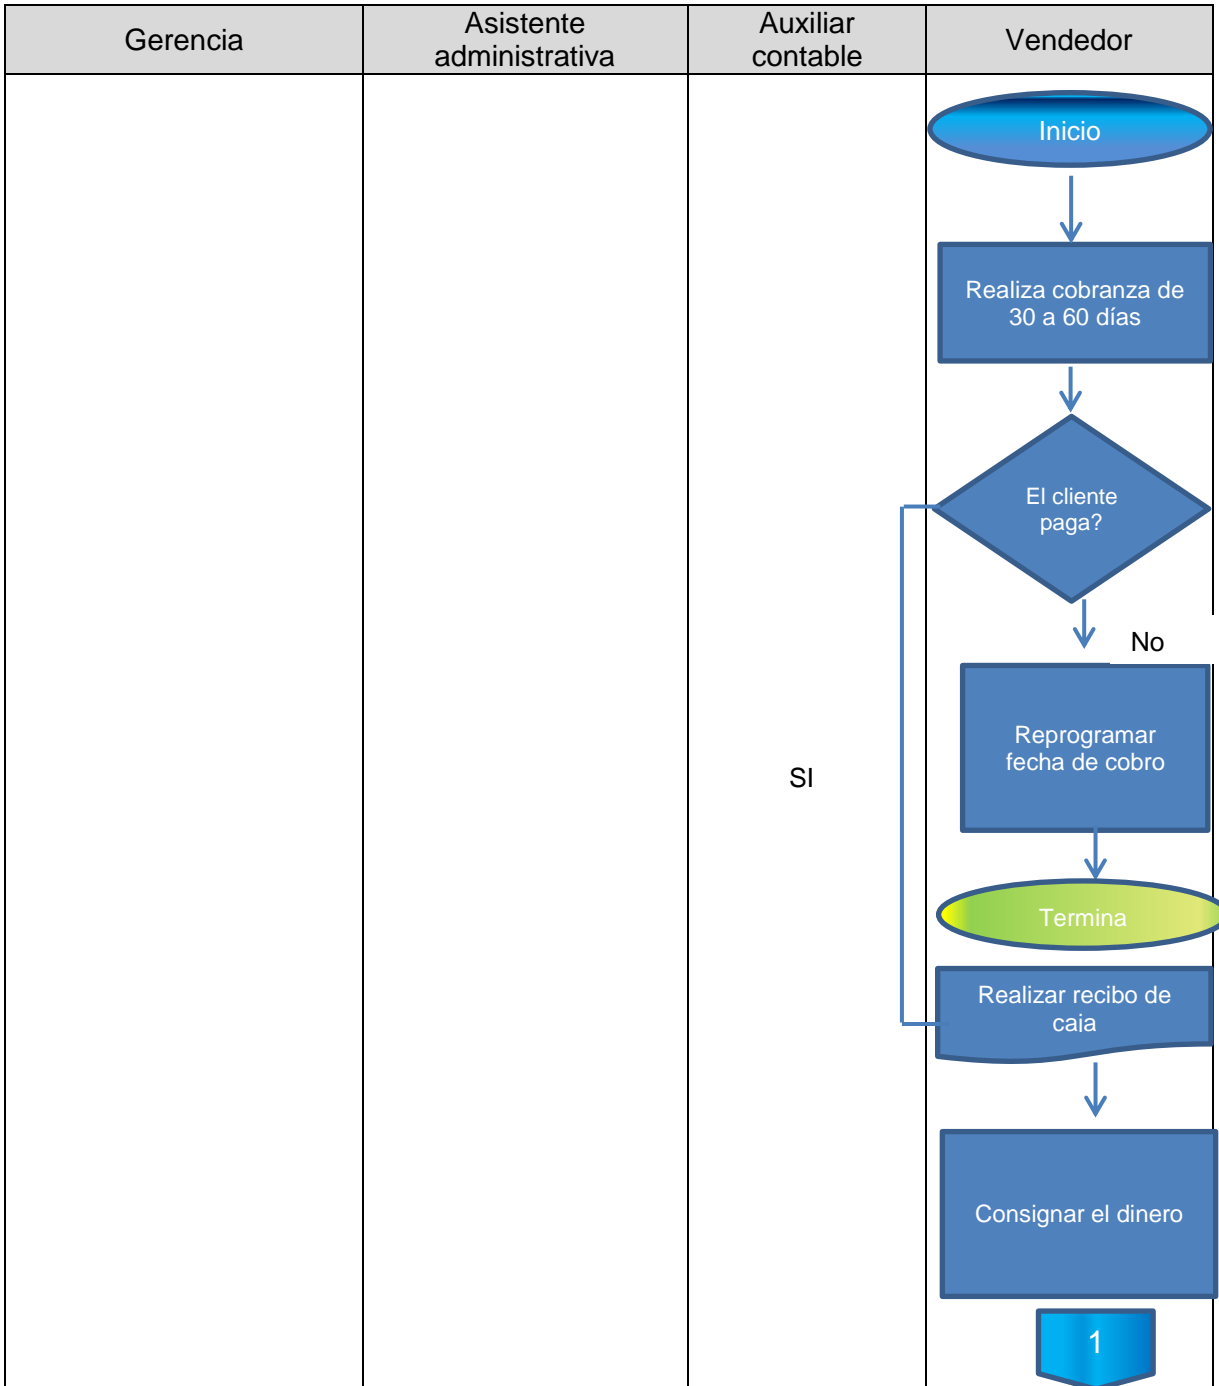 Gerencia
Asistente
administrativa
Auxiliar
contable
Vendedor
Inicio
Realiza cobranza de
30 a 60 días
El cliente
paga?
No
Reprogramar
fecha de cobro
SI
Termina
Realizar recibo de
caja
Consignar el dinero
1